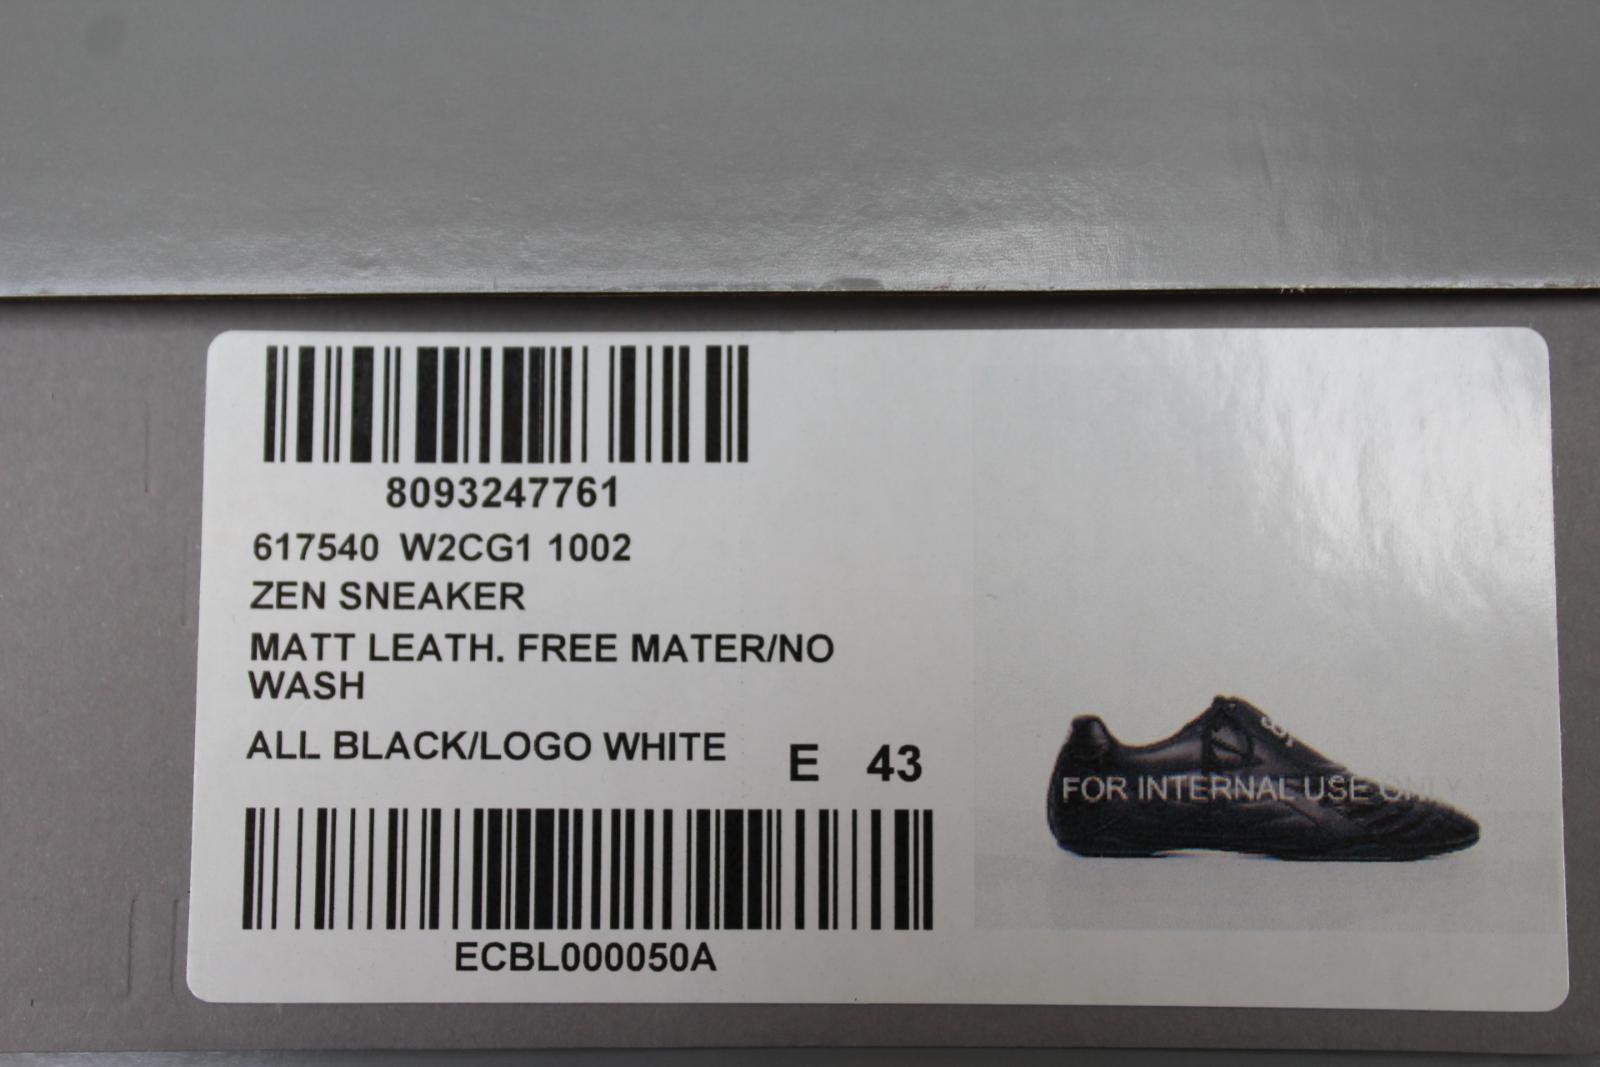 8093247761
617540 W2CG1 1002
ZEN SNEAKER
MATT LEATH. FREE MATER/NO
WASH
ALL BLACK/LOGO WHITE E 43
ECBL000050A
FOR INTERNAL USE ONLY